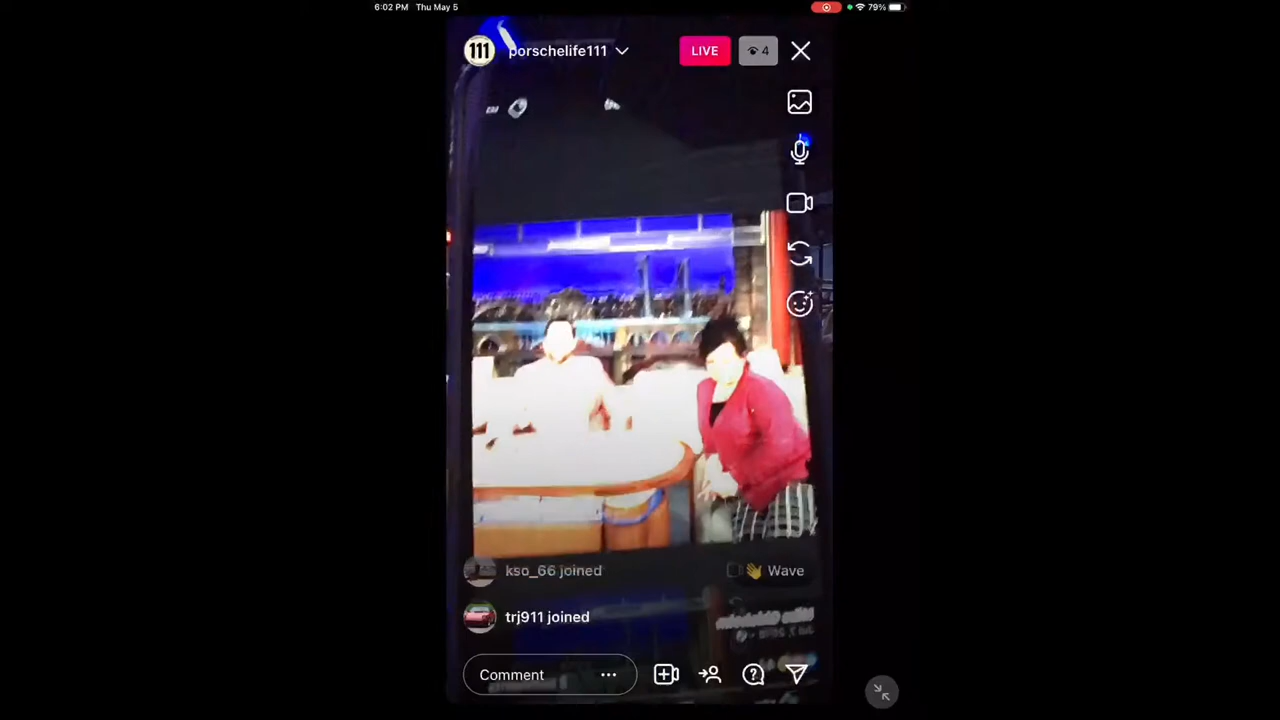 6:02 PM Thu May 5
79%
111
porschelife111
LIVE
4
kso_66 joined
👋 Wave
trj911 joined
Comment